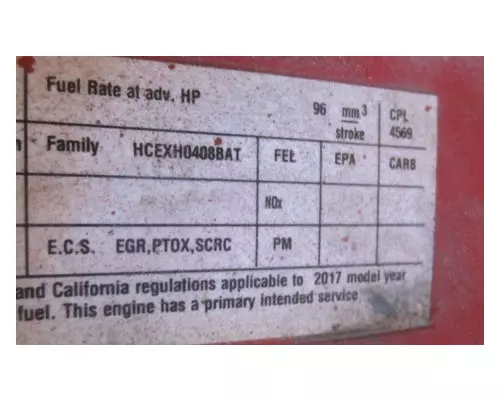 Fuel Rate at adv. HP 96 mm3 CPL
stroke 4569
Family HCEXH0408BAT FEL EPA CARB
NOx
E.C.S. EGR,PTOX,SCRC PM
and California regulations applicable to 2017 model year
fuel. This engine has a primary intended service